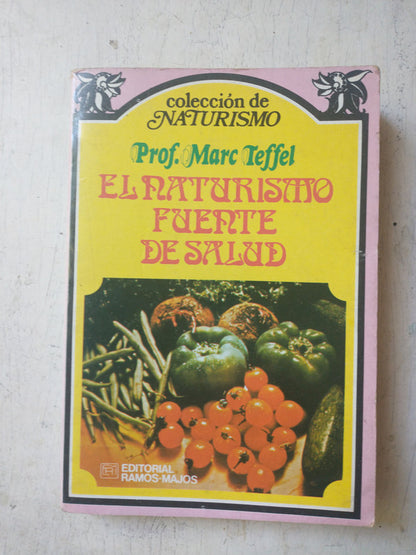 colección de
NATURISMO
Prof. Marc Teffel
EL NATURISMO
FUENTE
DE SALUD
EDITORIAL
RAMOS-MAJOS